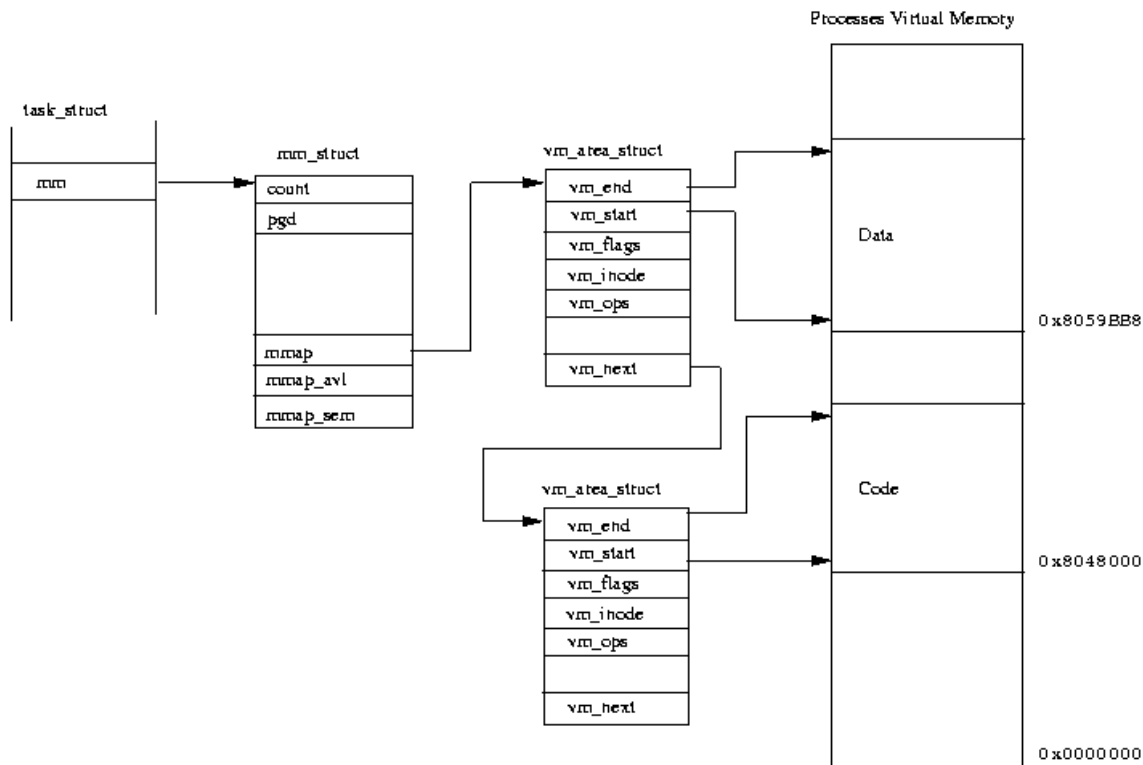 Processes Virtual Memory
task_struct
mm
mm_struct
count
pgd
mmap
mmap_avl
mmap_sem
vm_area_struct
vm_end
vm_start
vm_flags
vm_inode
vm_ops
vm_next
vm_area_struct
vm_end
vm_start
vm_flags
vm_inode
vm_ops
vm_next
Data
0x8059BB8
Code
0x8048000
0x0000000